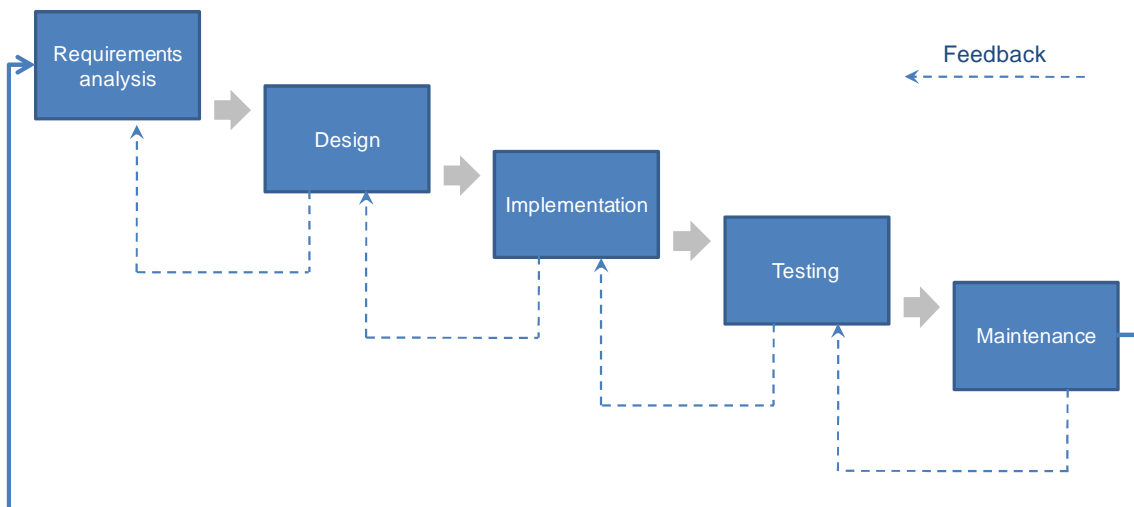 Requirements
analysis
Feedback
Design
Implementation
Testing
Maintenance